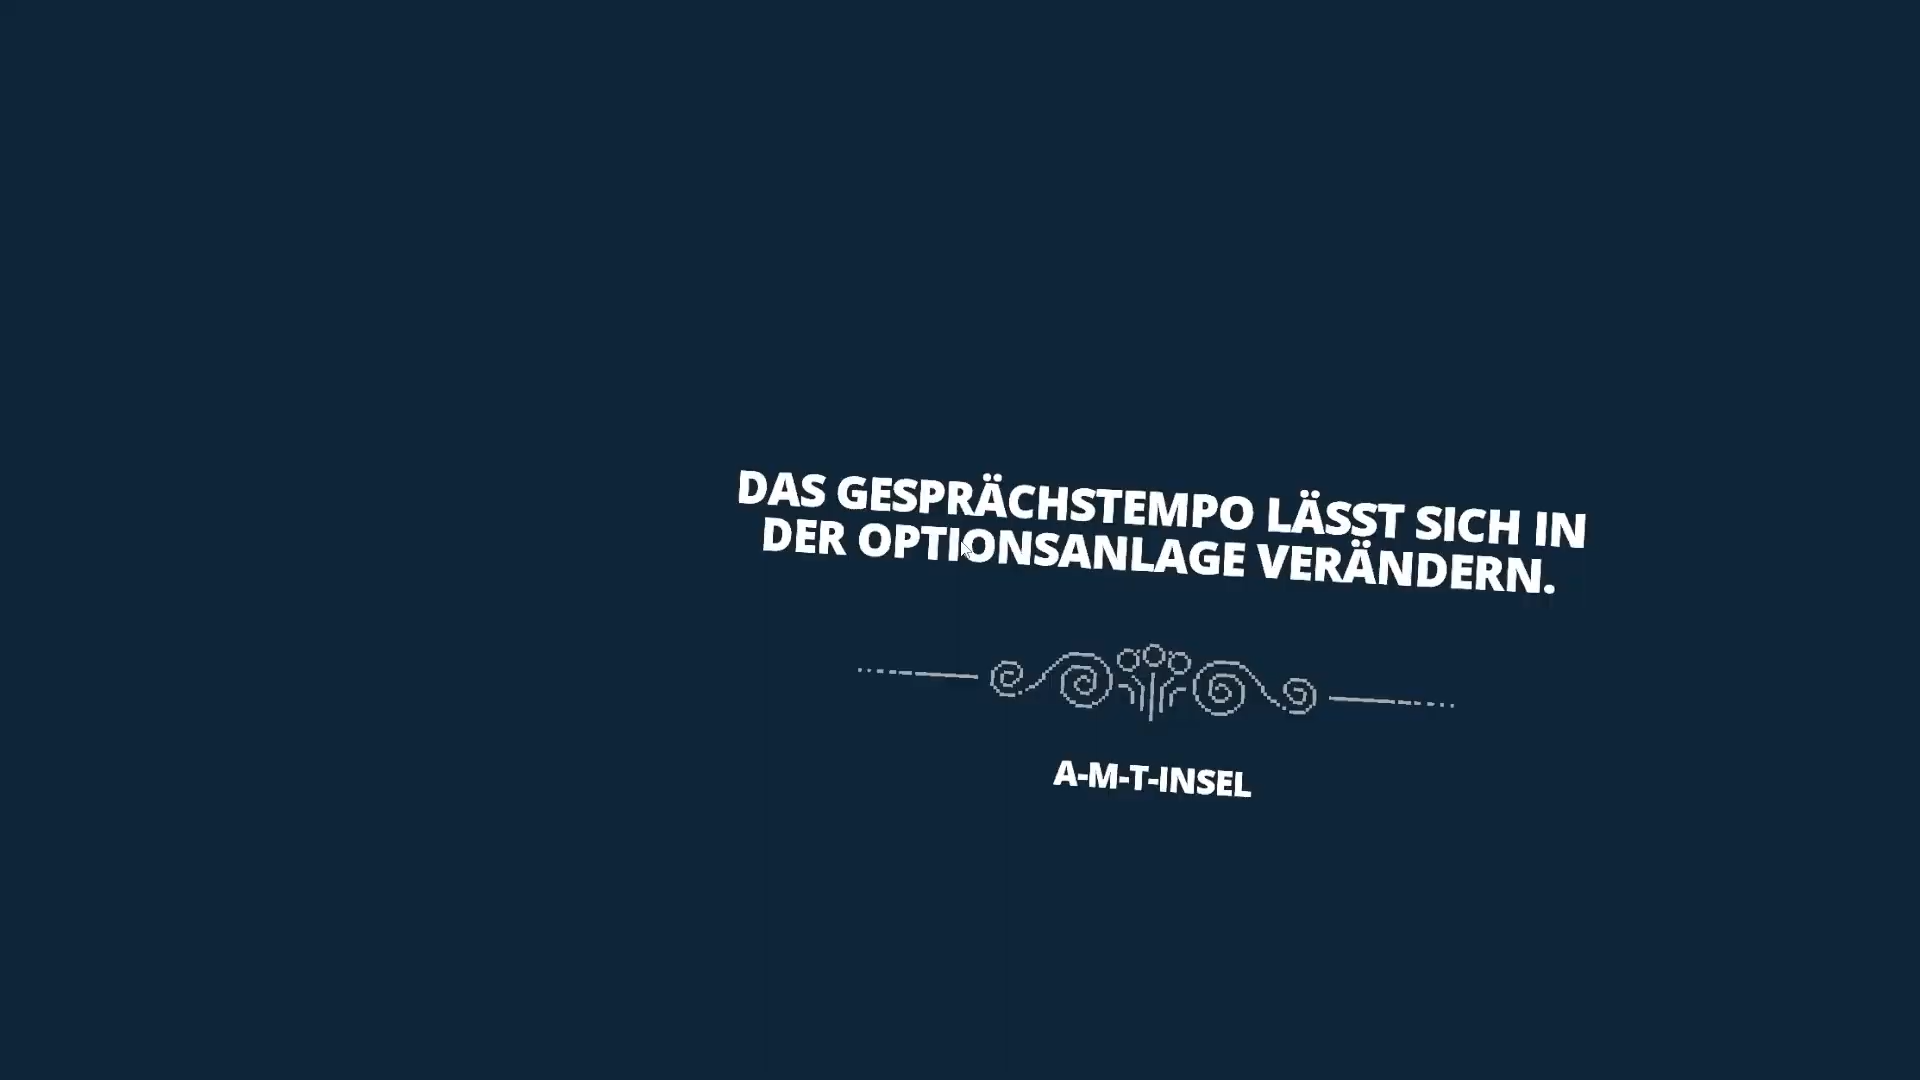 DAS GESPRÄCHSTEMPO LÄSST SICH IN
DER OPTIONSANLAGE VERÄNDERN.
A-M-T-INSEL